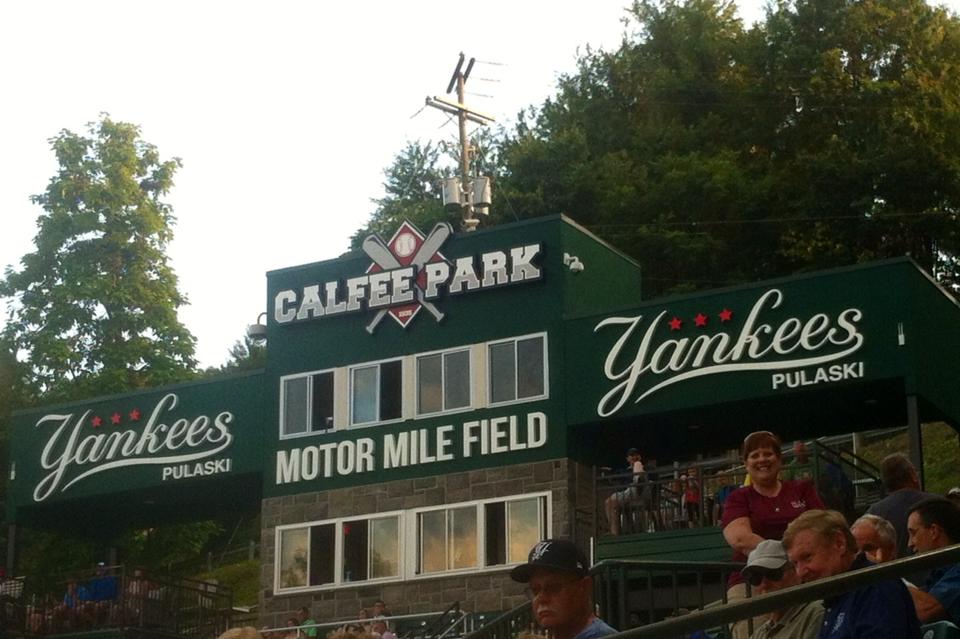 CALFEE PARK
Yankees
PULASKI
MOTOR MILE FIELD
Yankees
PULASKI